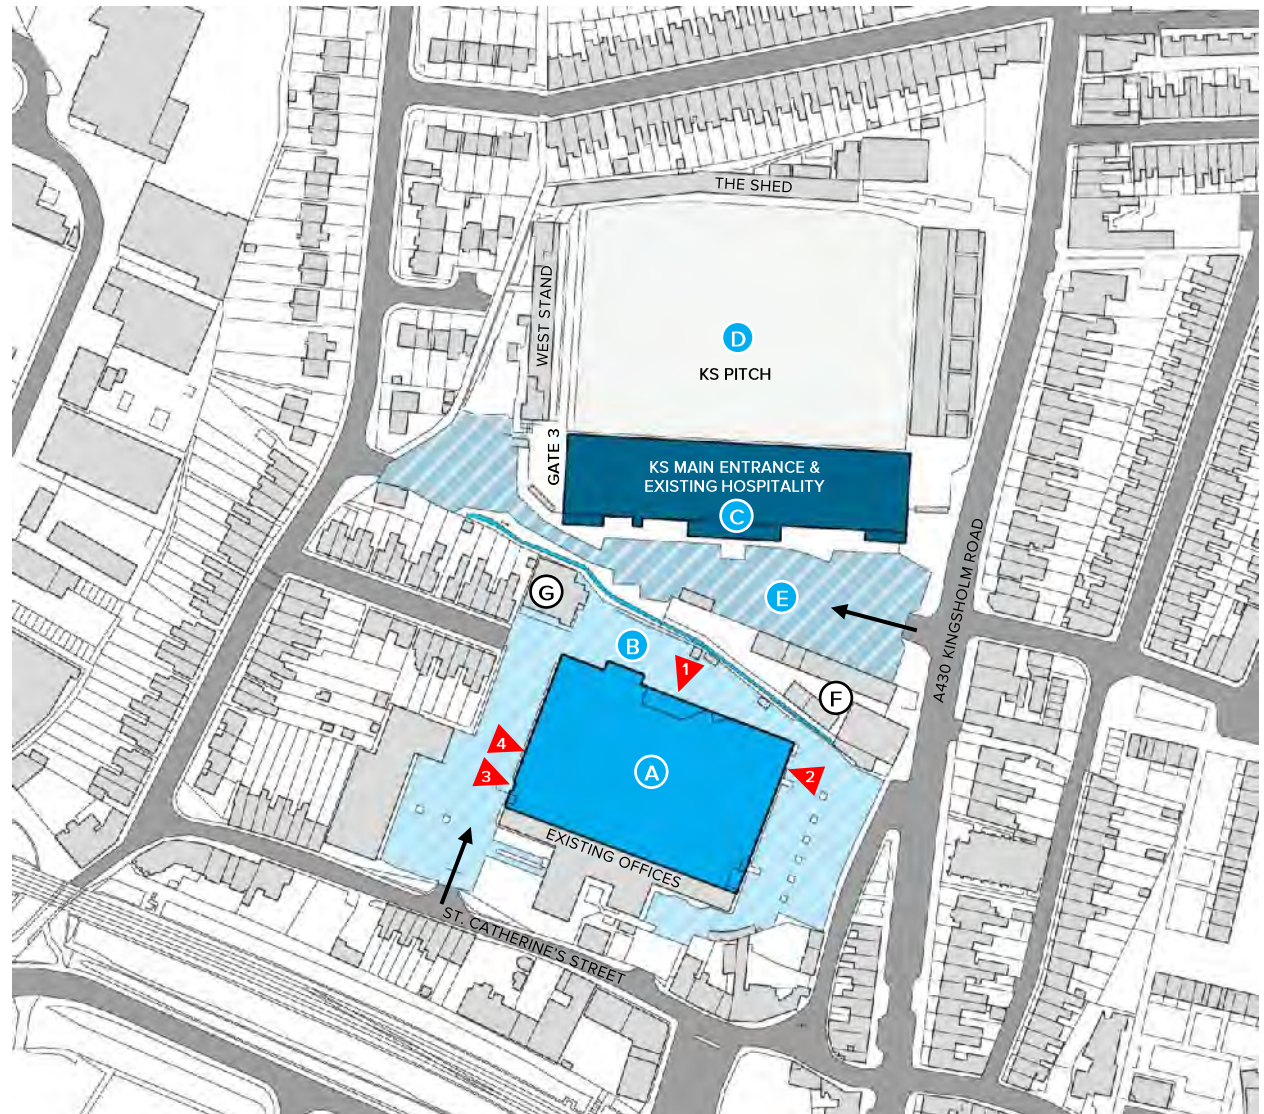 THE SHED
WEST STAND
D
KS PITCH
GATE 3
KS MAIN ENTRANCE &
EXISTING HOSPITALITY
C
A430 KINGSHOLM ROAD
G
E
B
1
F
4
3
A
2
EXISTING OFFICES
ST. CATHERINE'S STREET